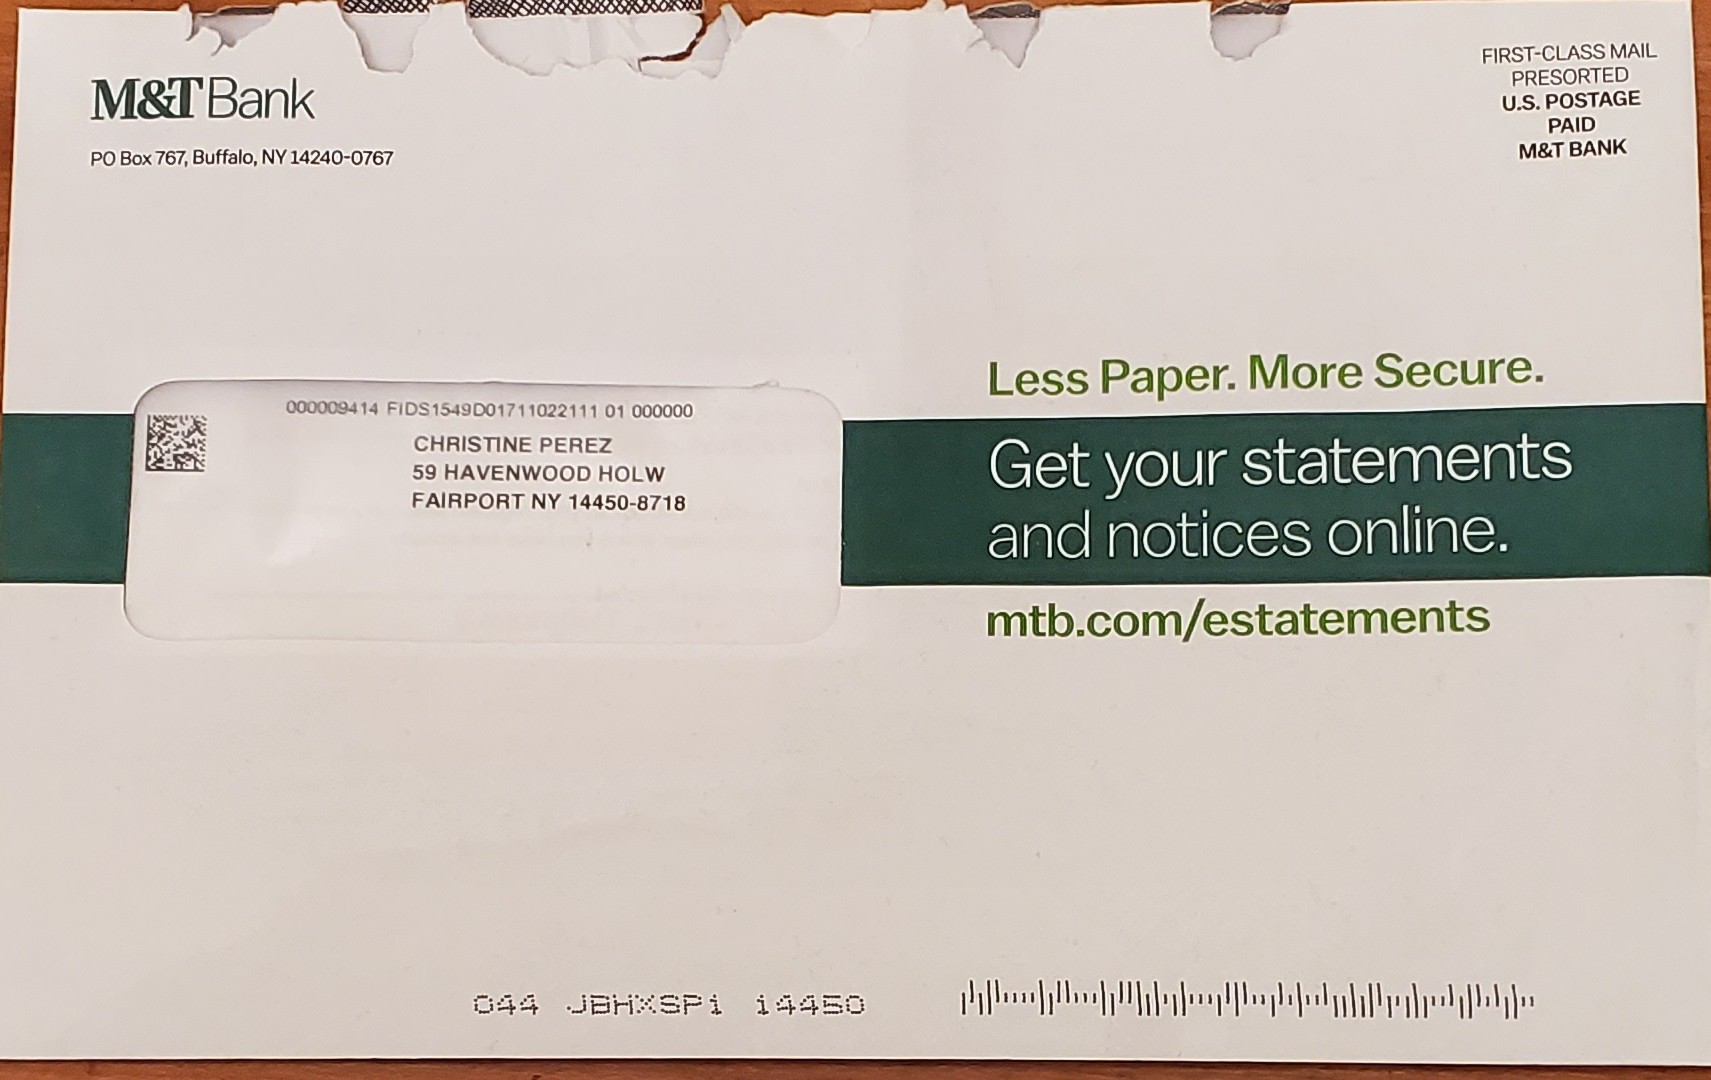 M&T Bank
PO Box 767, Buffalo, NY 14240-0767
FIRST-CLASS MAIL
PRESORTED
U.S. POSTAGE
PAID
M&T BANK
000009414 FIDS1549D01711022111 01 000000
CHRISTINE PEREZ
59 HAVENWOOD HOLW
FAIRPORT NY 14450-8718
Less Paper. More Secure.
Get your statements
and notices online.
mtb.com/estatements
044 JBHXSP1 14450